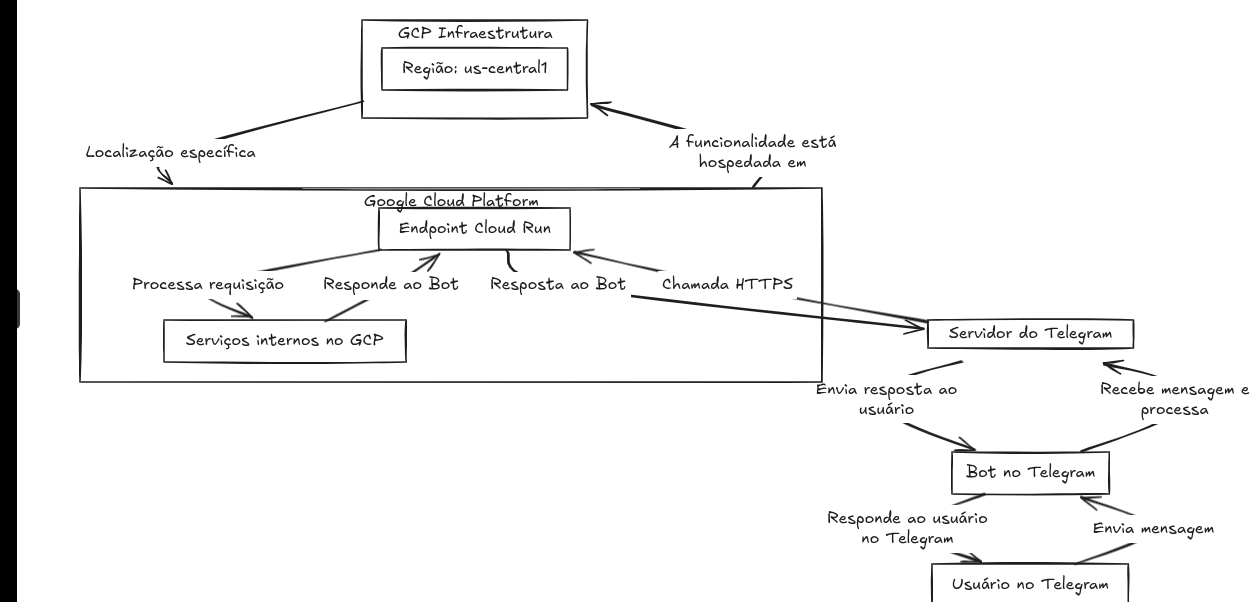 GCP Infraestrutura
Região: us-central1
Localização específica
A funcionalidade está
hospedada em
Google Cloud Platform
Endpoint Cloud Run
Processa requisição
Responde ao Bot
Resposta ao Bot
Chamada HTTPS
Serviços internos no GCP
Servidor do Telegram
Envia resposta ao
usuário
Recebe mensagem e
processa
Bot no Telegram
Responde ao usuário
no Telegram
Envia mensagem
Usuário no Telegram